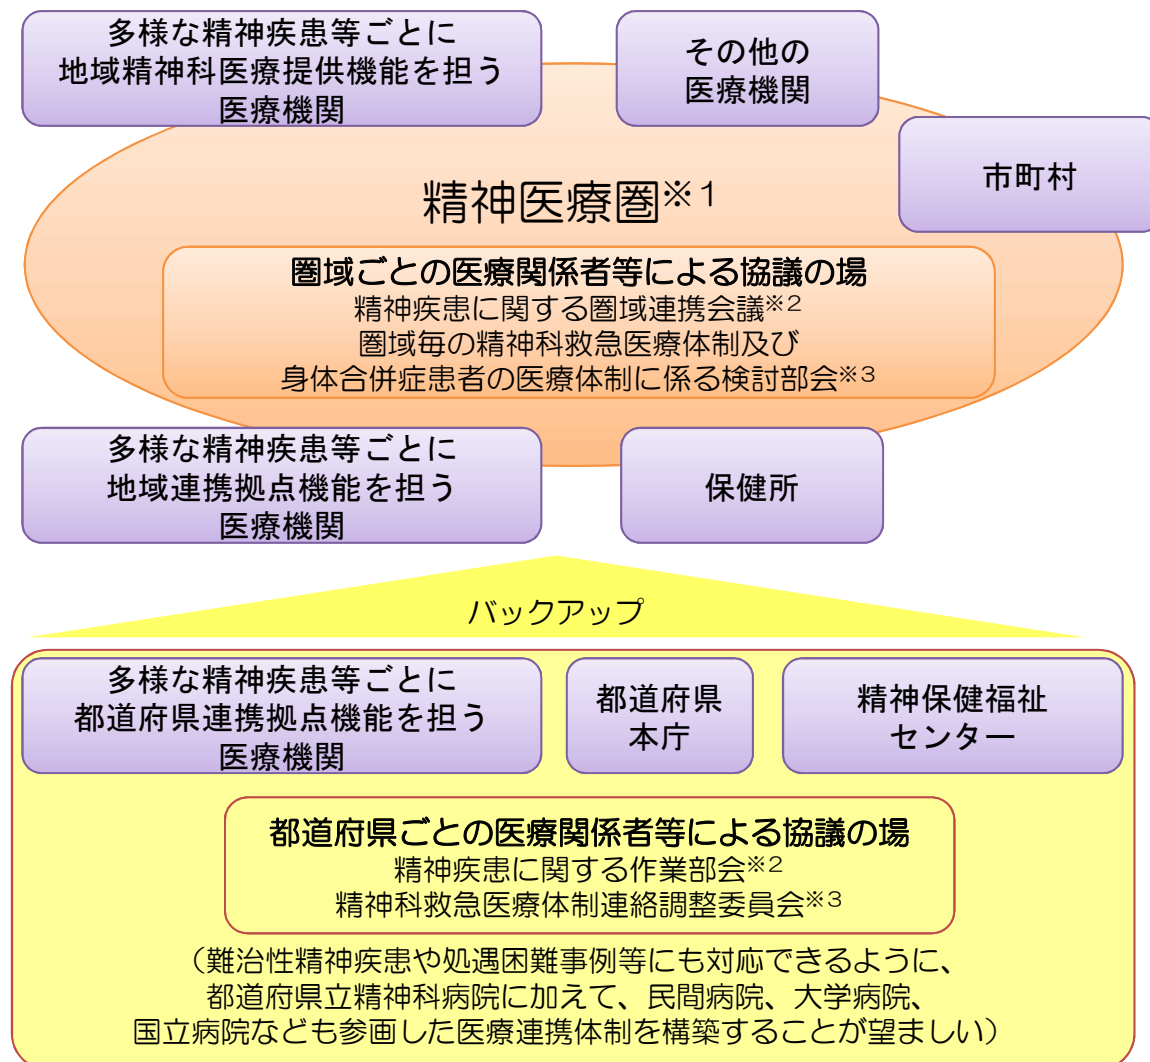 多様な精神疾患等ごとに
地域精神科医療提供機能を担う
医療機関
その他の
医療機関
市町村
精神医療圏※1
圏域ごとの医療関係者等による協議の場
精神疾患に関する圏域連携会議※2
圏域毎の精神科救急医療体制及び
身体合併症患者の医療体制に係る検討部会※3
多様な精神疾患等ごとに
地域連携拠点機能を担う
医療機関
保健所
バックアップ
多様な精神疾患等ごとに
都道府県連携拠点機能を担う
医療機関
都道府県
本庁
精神保健福祉
センター
都道府県ごとの医療関係者等による協議の場
精神疾患に関する作業部会※2
精神科救急医療体制連絡調整委員会※3
（難治性精神疾患や処遇困難事例等にも対応できるように、
都道府県立精神科病院に加えて、民間病院、大学病院、
国立病院なども参画した医療連携体制を構築することが望ましい）